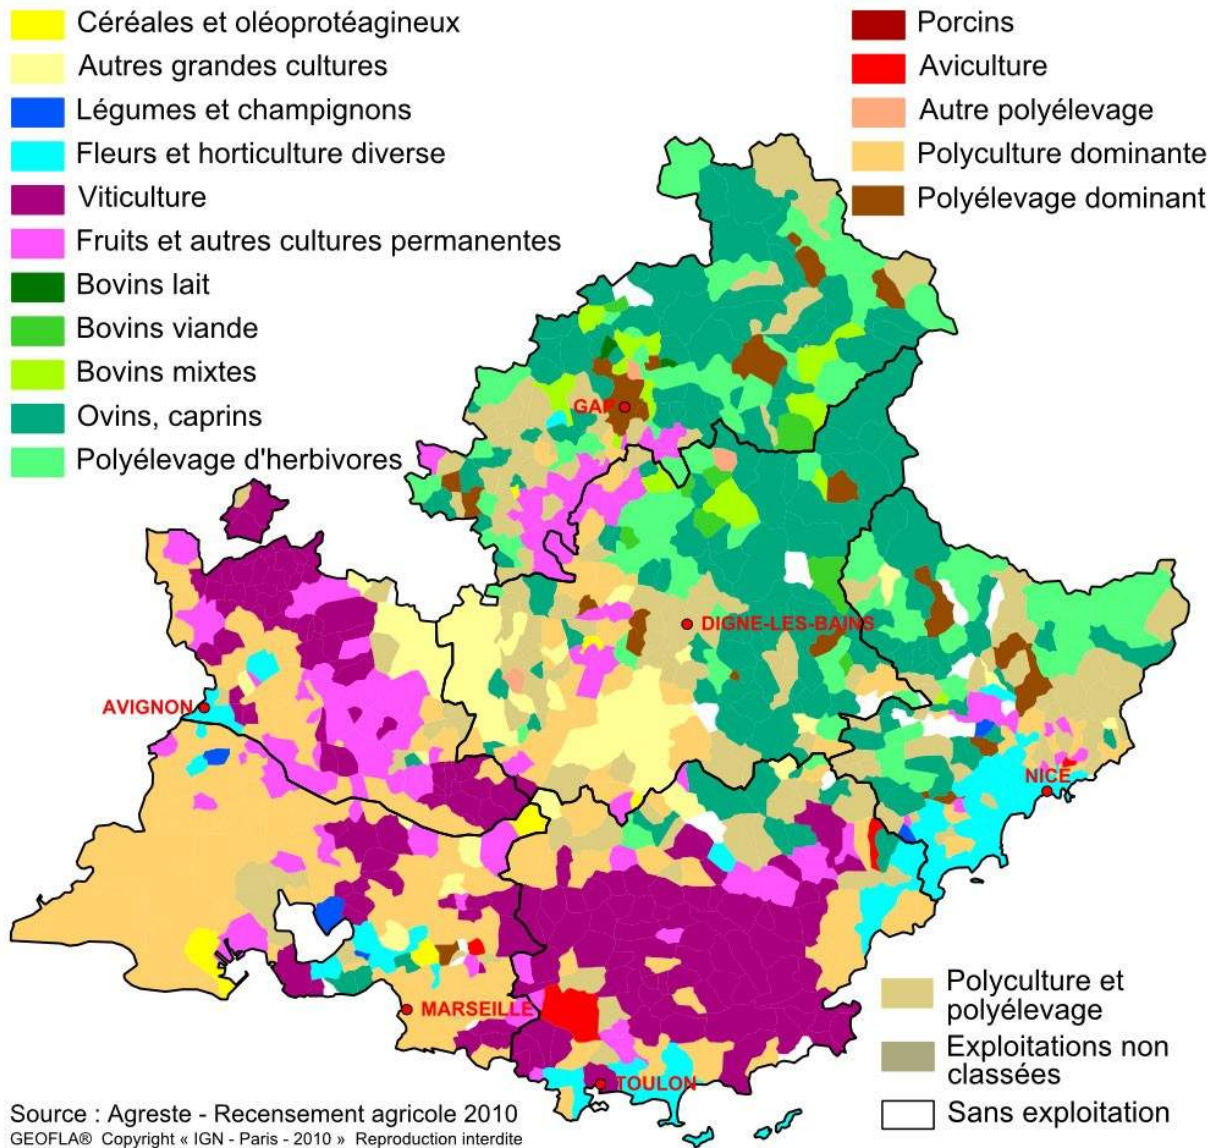 Céréales et oléoprotéagineux
Autres grandes cultures
Légumes et champignons
Fleurs et horticulture diverse
Viticulture
Fruits et autres cultures permanentes
Bovins lait
Bovins viande
Bovins mixtes
Ovins, caprins
Polyélevage d'herbivores
Porcins
Aviculture
Autre polyélevage
Polyculture dominante
Polyélevage dominant
GAP
DIGNE-LES-BAINS
AVIGNON
NICE
MARSEILLE
TOULON
Polyculture et
polyélevage
Exploitations non
classées
Sans exploitation
Source : Agreste - Recensement agricole 2010
GEOFLA® Copyright « IGN - Paris - 2010 » Reproduction interdite